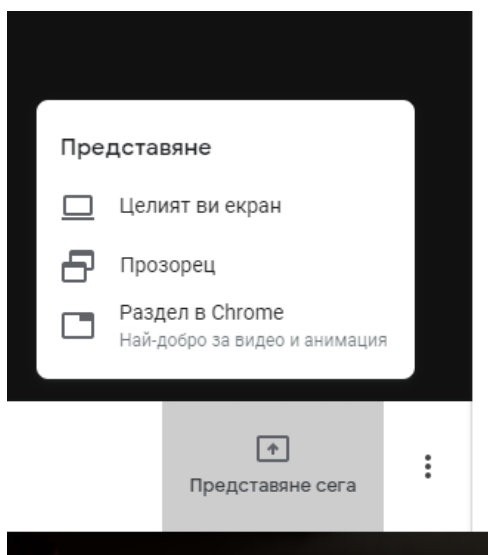 Представяне
Целият ви екран
Прозорец
Раздел в Chrome
Най-добро за видео и анимация
Представяне сега